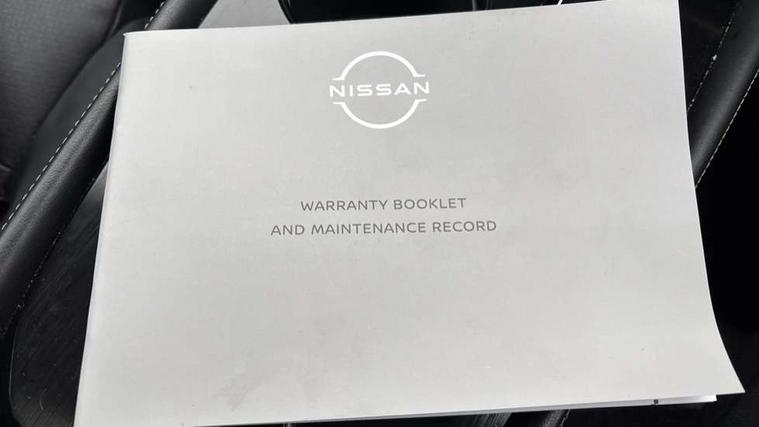 NISSAN
WARRANTY BOOKLET
AND MAINTENANCE RECORD